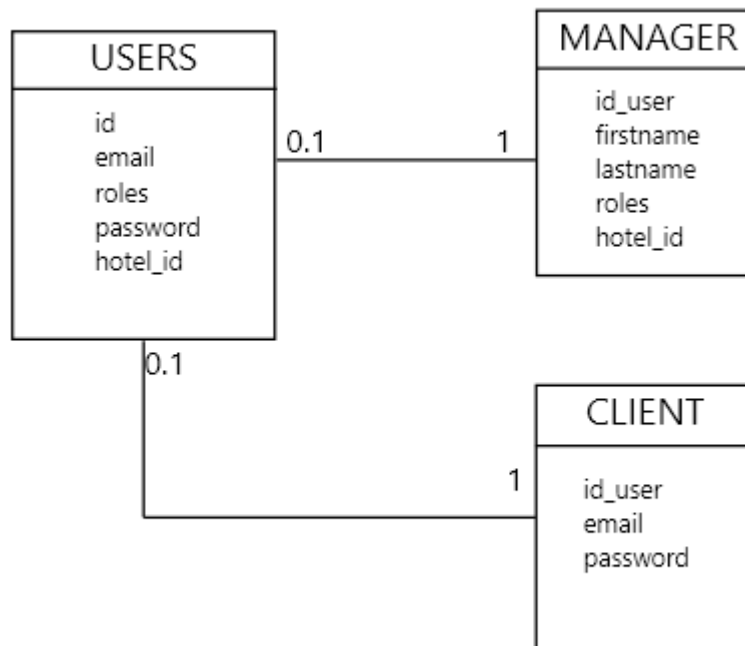 USERS
id
email
roles
password
hotel_id
0.1
1
MANAGER
id_user
firstname
lastname
roles
hotel_id
0.1
1
CLIENT
id_user
email
password